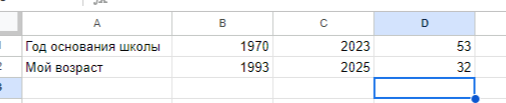 A B C D
1 Год основания школы 1970 2023 53
2 Мой возраст 1993 2025 32
3